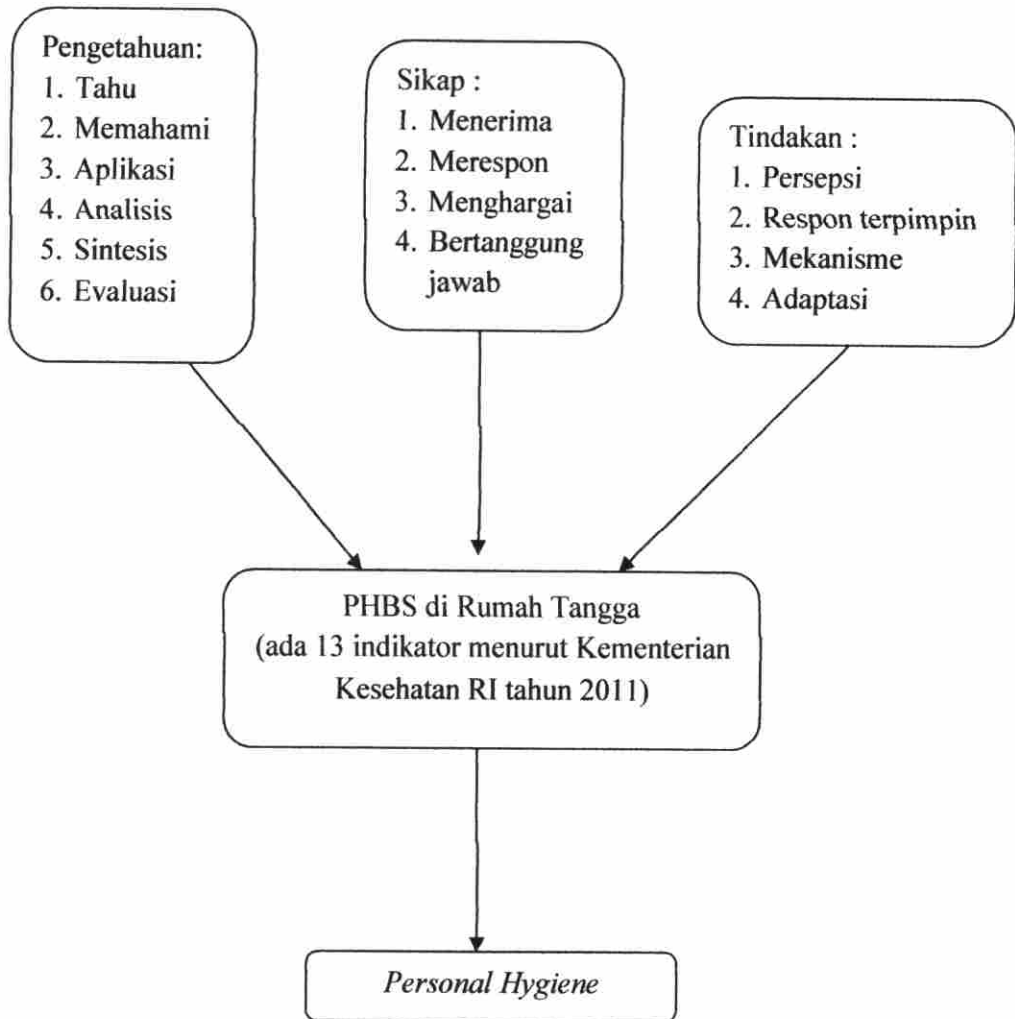 Pengetahuan:
1. Tahu
2. Memahami
3. Aplikasi
4. Analisis
5. Sintesis
6. Evaluasi
Sikap :
1. Menerima
2. Merespon
3. Menghargai
4. Bertanggung
jawab
Tindakan :
1. Persepsi
2. Respon terpimpin
3. Mekanisme
4. Adaptasi
PHBS di Rumah Tangga
(ada 13 indikator menurut Kementerian
Kesehatan RI tahun 2011)
Personal Hygiene